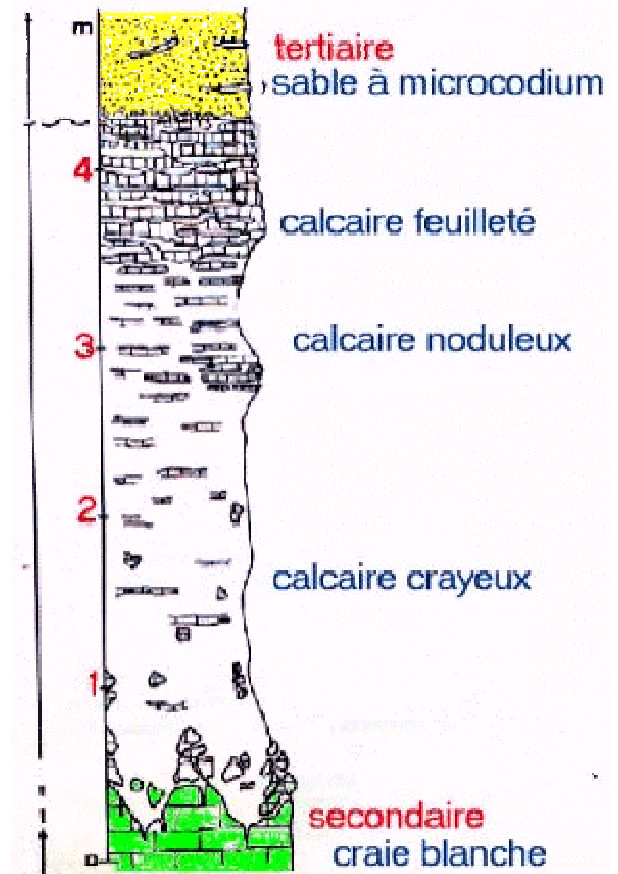 m
tertiaire
sable à microcodium
4
calcaire feuilleté
3
calcaire noduleux
2
calcaire crayeux
1
secondaire
craie blanche
0